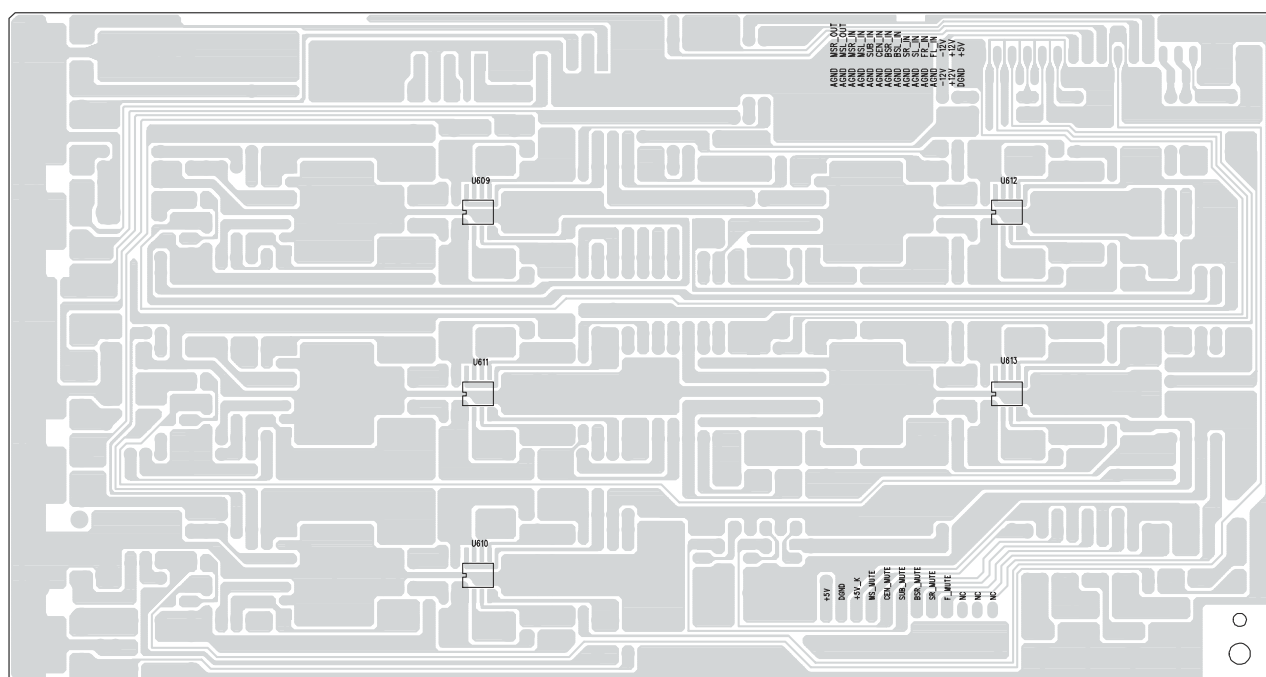 AGND MSR_OUT
AGND MSL_OUT
AGND MSR_IN
AGND MSL_IN
AGND SUB_IN
AGND CEN_IN
AGND BSR_IN
AGND BSL_IN
AGND SR_IN
AGND SL_IN
AGND FR_IN
AGND FL_IN
-12V -12V
+12V +12V
DGND +5V
U609
U612
U611
U613
U610
+5V
DGND
+5V_K
MS_MUTE
CEN_MUTE
SUB_MUTE
BSR_MUTE
SR_MUTE
F_MUTE
NC
NC
NC